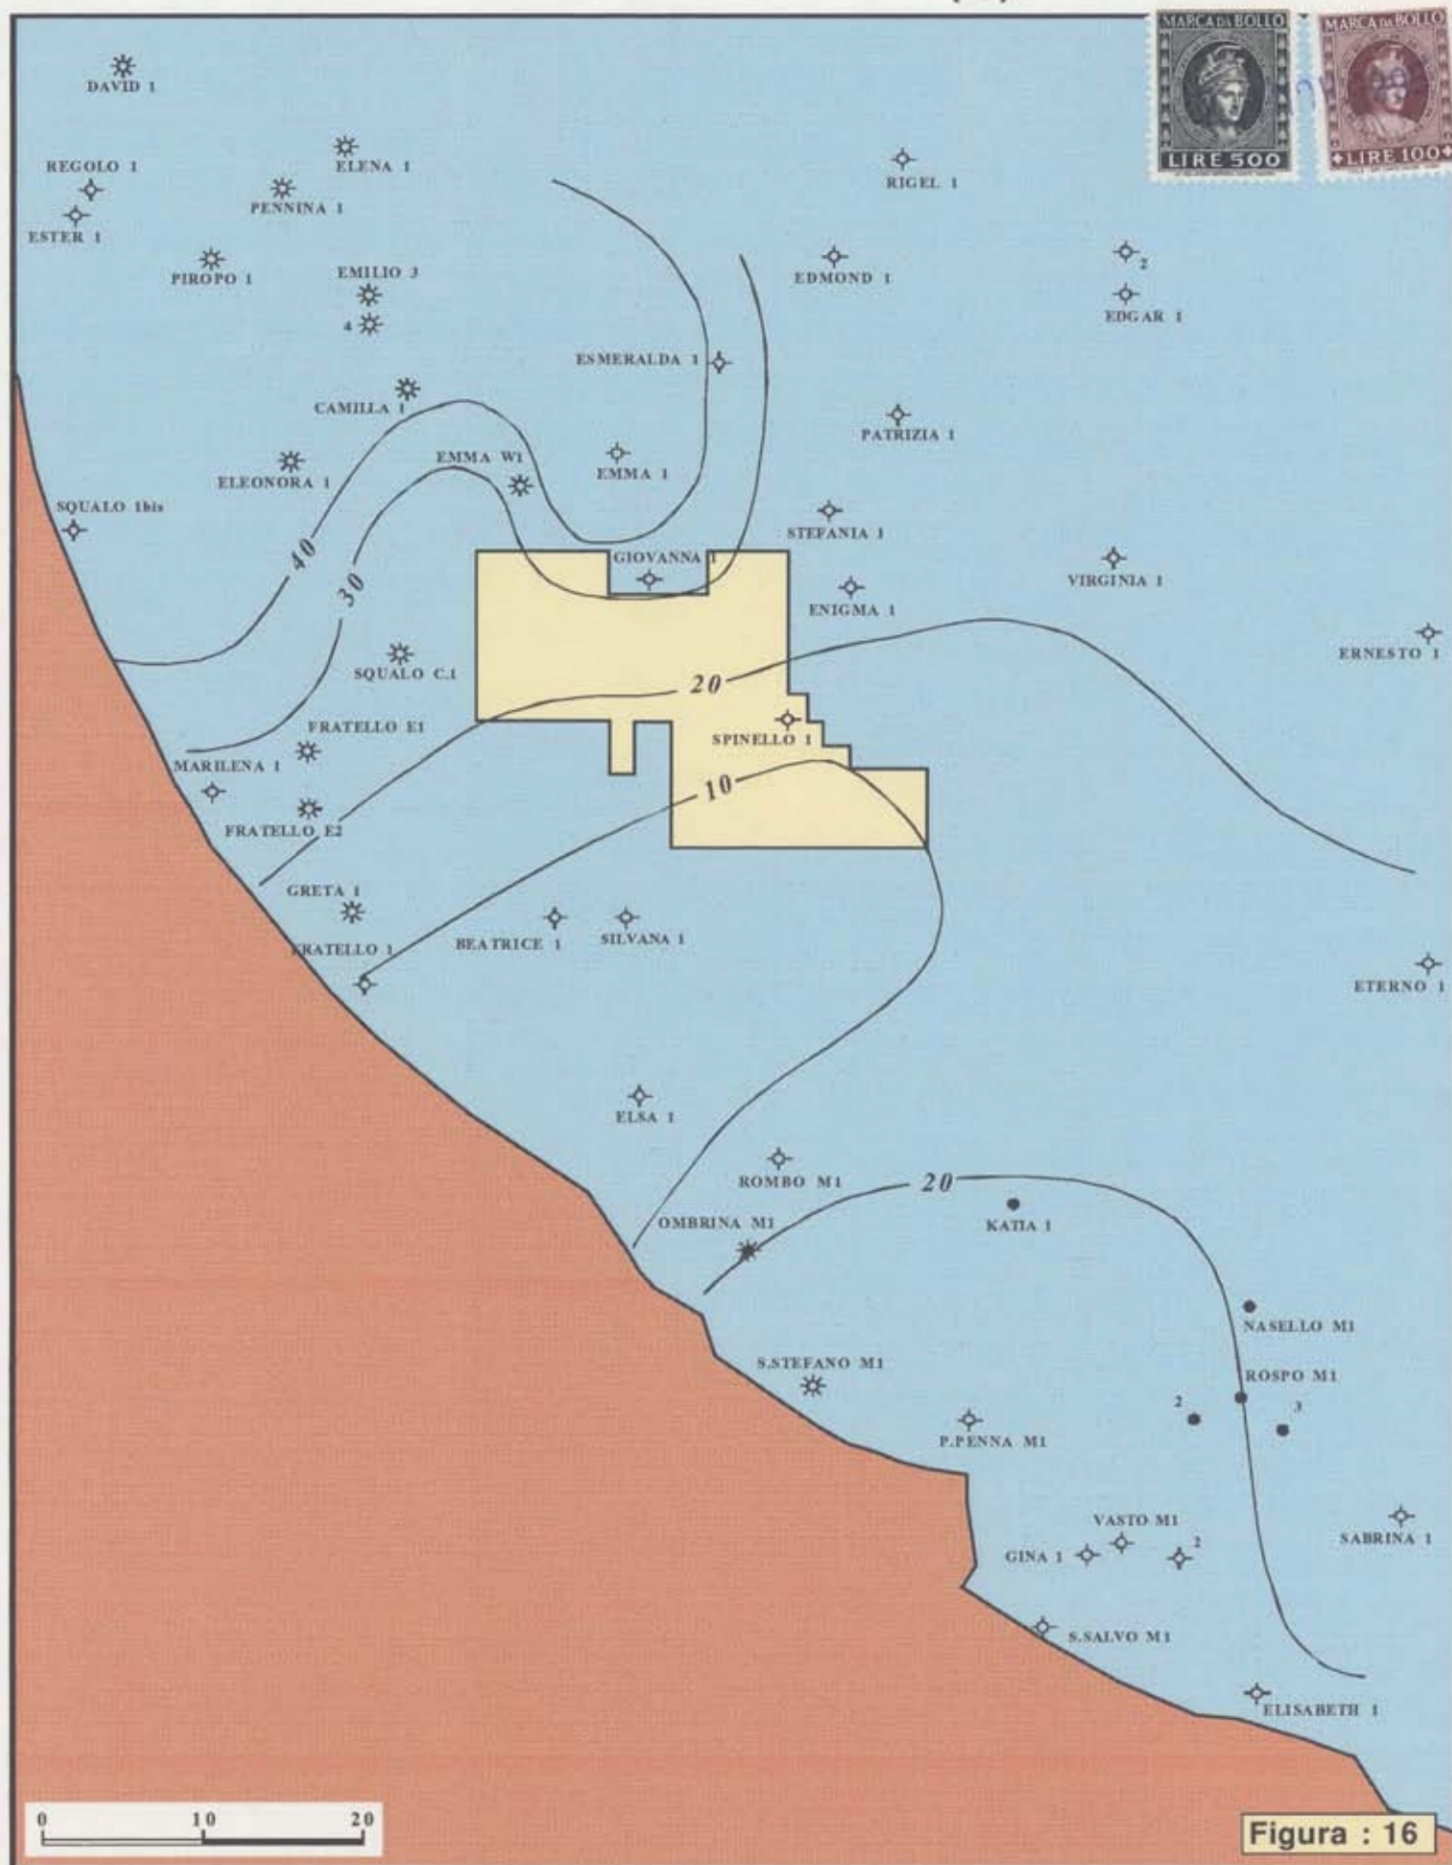 MARCA DA BOLLO
LIRE 500
MARCA DA BOLLO
LIRE 100
DAVID 1
ELENA 1
REGOLO 1
PENNINA 1
RIGEL 1
ESTER 1
PIROPO 1
EMILIO 3
4
EDMOND 1
2
EDGAR 1
ESMERALDA 1
CAMILLA 1
PATRIZIA 1
EMMA W1
EMMA 1
ELEONORA 1
SQUALO 1bis
STEFANIA 1
40
GIOVANNA 1
VIRGINIA 1
30
ENIGMA 1
ERNESTO 1
SQUALO C.1
20
FRATELLO E1
SPINELLO 1
MARILENA 1
10
FRATELLO E2
GRETA 1
FRATELLO 1
BEATRICE 1
SILVANA 1
ETERNO 1
ELSA 1
ROMBO M1
20
OMBRINA M1
KATIA 1
NASELLO M1
S.STEFANO M1
ROSPO M1
2
3
P.PENNA M1
VASTO M1
2
GINA 1
SABRINA 1
S.SALVO M1
ELISABETH 1
0 10 20
Figura : 16